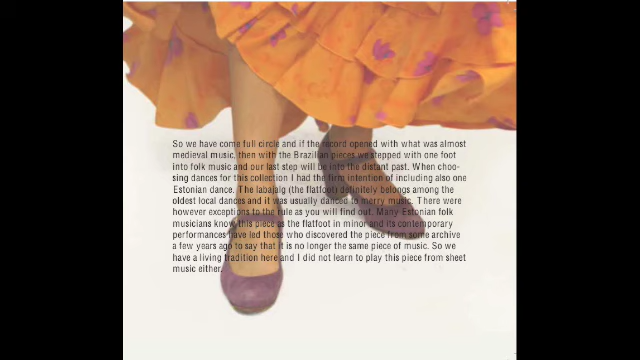 So we have come full circle and if the record opened with what was almost
medieval music, then with the Brazilian pieces we stepped with one foot
into folk music and our last step will be into the distant past. When choo-
sing dances for this collection I had the firm intention of including also one
Estonian dance. The labajalg (the flatfoot) definitely belongs among the
oldest local dances and it was usually danced to merry music. There were
however exceptions to the rule as you will find out. Many Estonian folk
musicians know this piece as the flatfoot in minor and its contemporary
performances have led those who discovered the piece from some archive
a few years ago to say that it is no longer the same piece of music. So we
have a living tradition here and I did not learn to play this piece from sheet
music either.